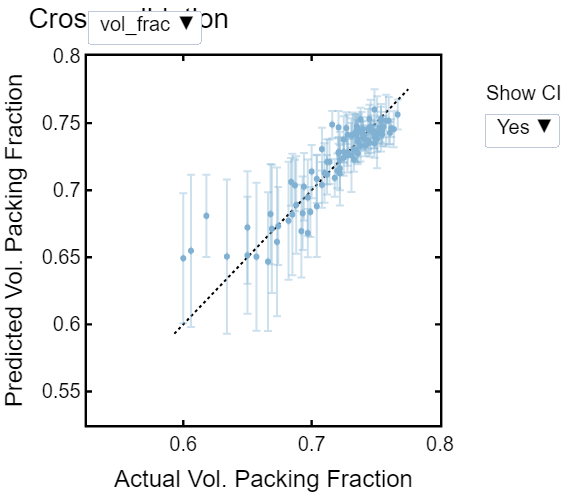 Cros
on
vol_frac ▼
Show CI
Yes ▼
Predicted Vol. Packing Fraction
0.8
0.75
0.7
0.65
0.6
0.55
0.6
0.7
0.8
Actual Vol. Packing Fraction